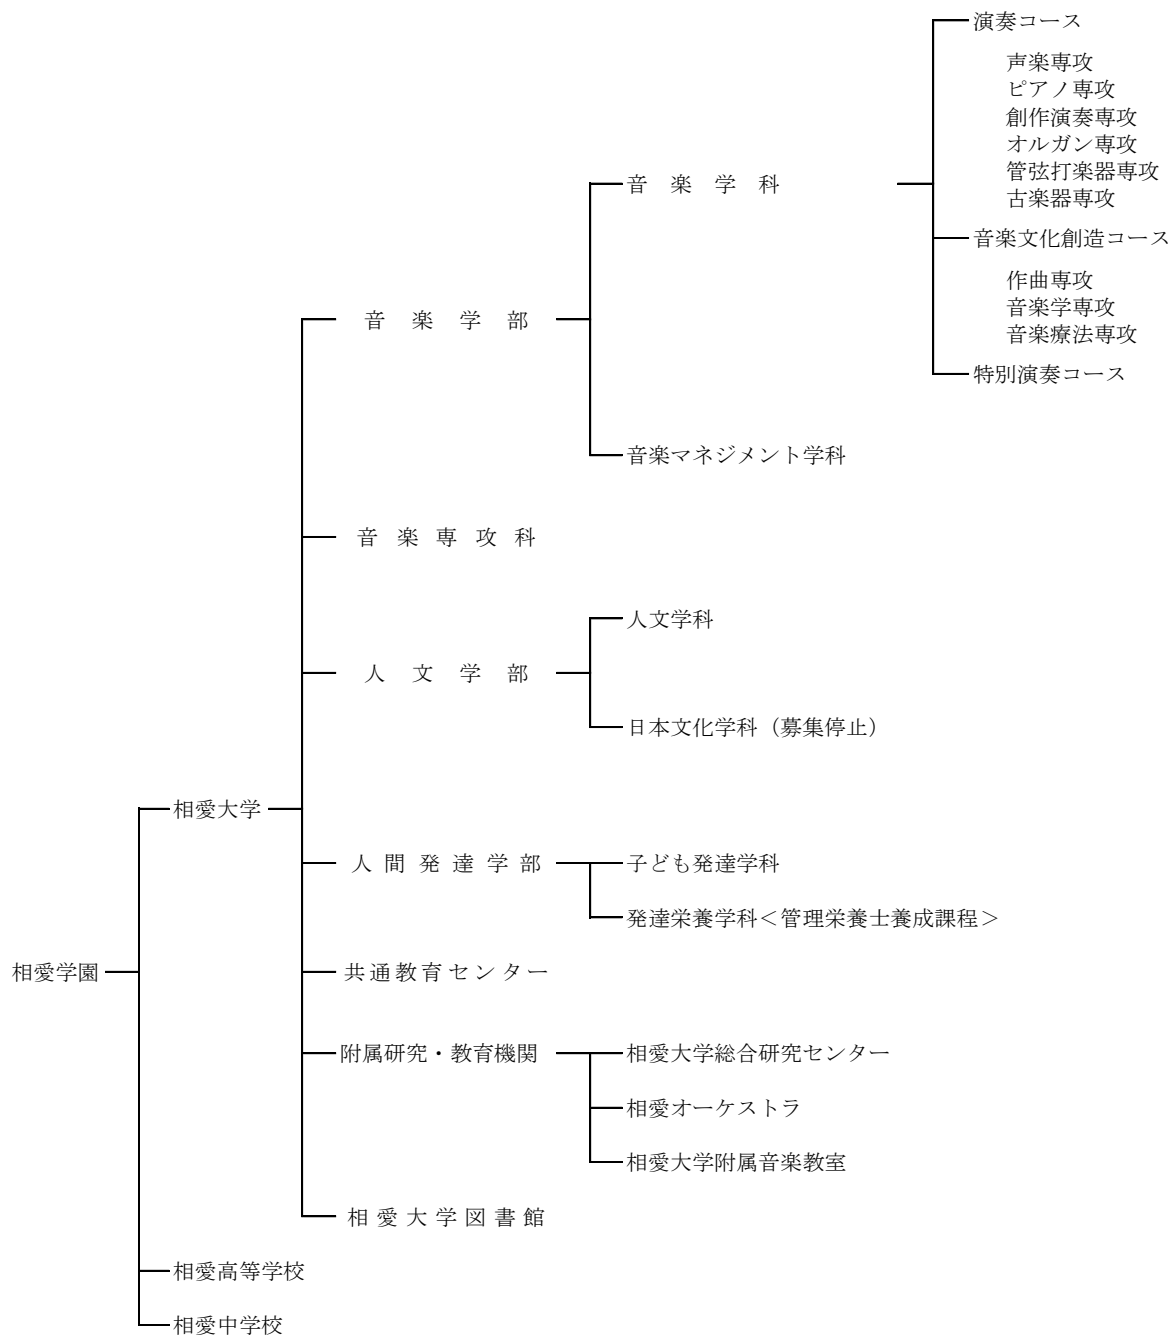 演奏コース
声楽専攻
ピアノ専攻
創作演奏専攻
オルガン専攻
管弦打楽器専攻
音楽学科
古楽器専攻
音楽文化創造コース
作曲専攻
音楽学専攻
音楽学部
音楽療法専攻
特別演奏コース
音楽マネジメント学科
音楽専攻科
人文学科
人文学部
日本文化学科（募集停止）
相愛大学
人間発達学部
子ども発達学科
発達栄養学科＜管理栄養士養成課程＞
相愛学園
共通教育センター
附属研究・教育機関
相愛大学総合研究センター
相愛オーケストラ
相愛大学附属音楽教室
相愛大学図書館
相愛高等学校
相愛中学校